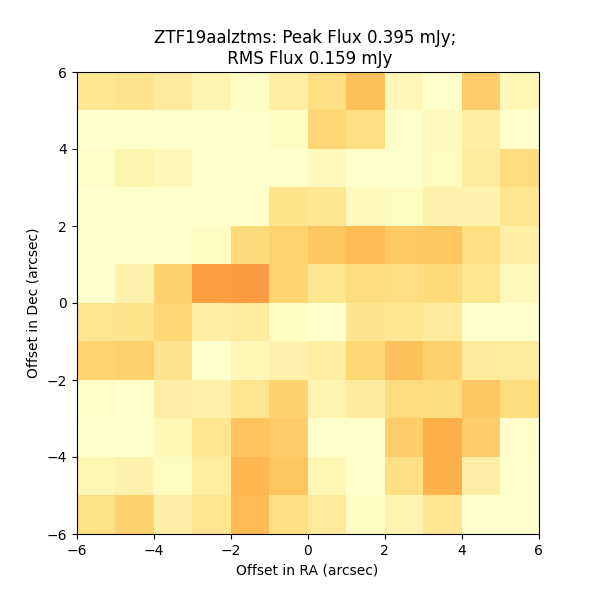 ZTF19aalztms: Peak Flux 0.395 mJy;
RMS Flux 0.159 mJy
6
4
2
0
−2
−4
−6
Offset in Dec (arcsec)
−6 −4 −2 0 2 4 6
Offset in RA (arcsec)